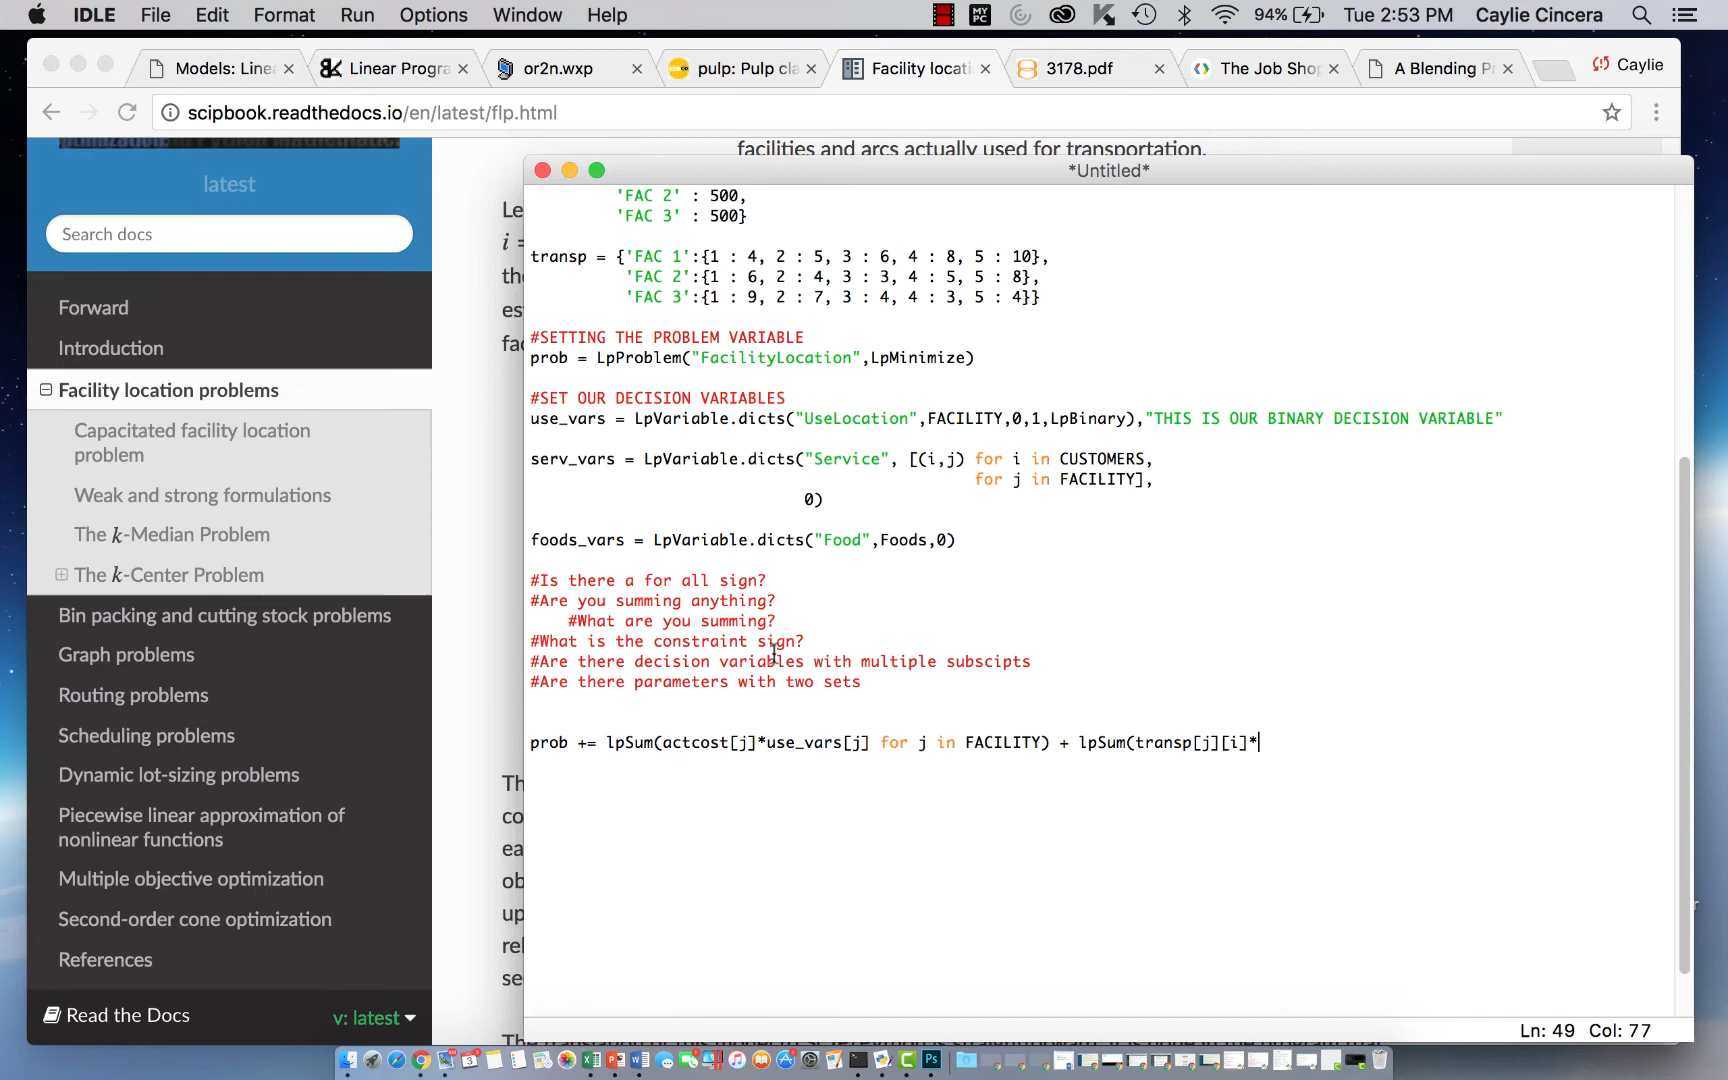 IDLE File Edit Format Run Options Window Help
94% Tue 2:53 PM Caylie Cincera
Models: Line
Linear Progra
or2n.wxp
pulp: Pulp cla
Facility locati
3178.pdf
The Job Shop
A Blending P
Caylie
scipbook.readthedocs.io/en/latest/flp.html
latest
Search docs
Forward
Introduction
Facility location problems
Capacitated facility location
problem
Weak and strong formulations
The k-Median Problem
The k-Center Problem
Bin packing and cutting stock problems
Graph problems
Routing problems
Scheduling problems
Dynamic lot-sizing problems
Piecewise linear approximation of
nonlinear functions
Multiple objective optimization
Second-order cone optimization
References
Read the Docs
v: latest
facilities and arcs actually used for transportation.
Le
i =
the
es
fac
Th
co
ea
ob
up
rel
se
*Untitled*
'FAC 2' : 500,
'FAC 3' : 500}
transp = {'FAC 1':{1 : 4, 2 : 5, 3 : 6, 4 : 8, 5 : 10},
'FAC 2':{1 : 6, 2 : 4, 3 : 3, 4 : 5, 5 : 8},
'FAC 3':{1 : 9, 2 : 7, 3 : 4, 4 : 3, 5 : 4}}
#SETTING THE PROBLEM VARIABLE
prob = LpProblem("FacilityLocation",LpMinimize)
#SET OUR DECISION VARIABLES
use_vars = LpVariable.dicts("UseLocation",FACILITY,0,1,LpBinary),"THIS IS OUR BINARY DECISION VARIABLE"
serv_vars = LpVariable.dicts("Service", [(i,j) for i in CUSTOMERS,
for j in FACILITY],
0)
foods_vars = LpVariable.dicts("Food",Foods,0)
#Is there a for all sign?
#Are you summing anything?
#What are you summing?
#What is the constraint sign?
#Are there decision variables with multiple subscipts
#Are there parameters with two sets
prob += lpSum(actcost[j]*use_vars[j] for j in FACILITY) + lpSum(transp[j][i]*
Ln: 49 Col: 77